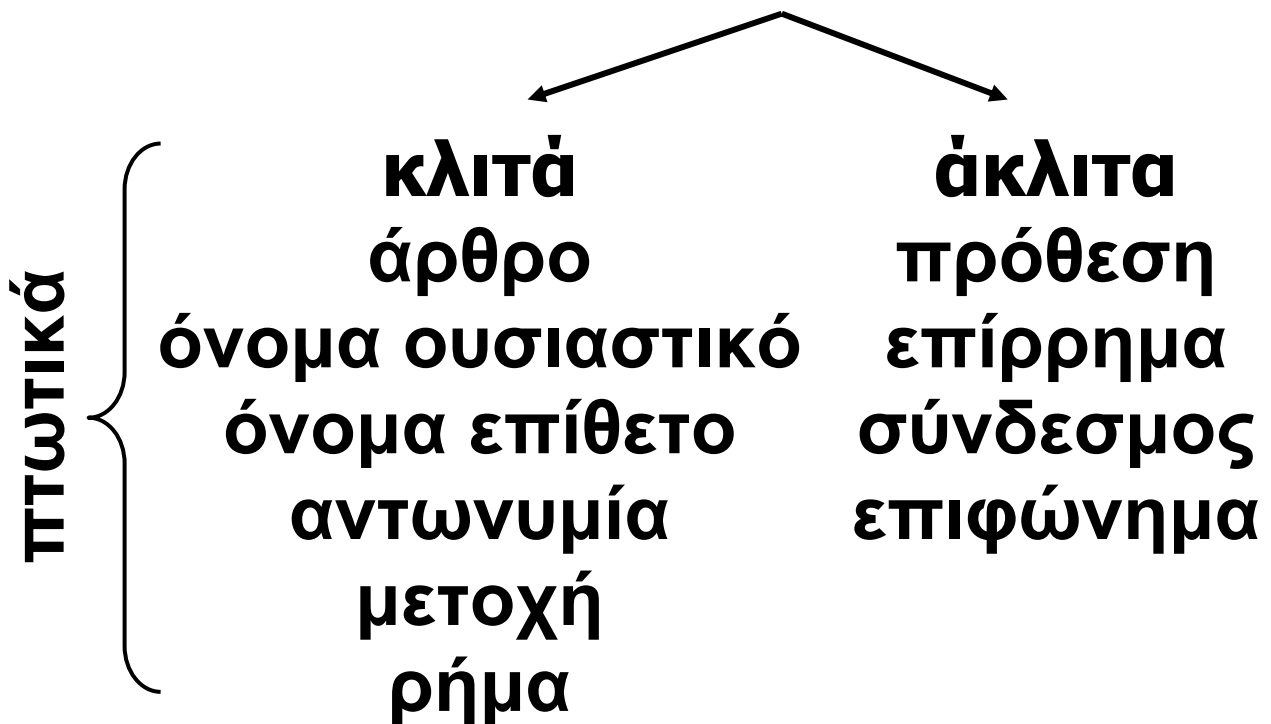 κλιτά
άρθρο
όνομα ουσιαστικό
όνομα επίθετο
αντωνυμία
μετοχή
ρήμα
άκλιτα
πρόθεση
επίρρημα
σύνδεσμος
επιφώνημα
πτωτικά